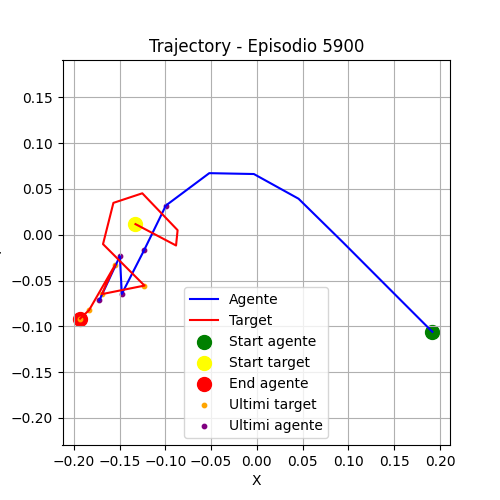 Trajectory - Episodio 5900
0.15
0.10
0.05
0.00
−0.05
−0.10
−0.15
−0.20
Agente
Target
Start agente
Start target
End agente
Ultimi target
Ultimi agente
−0.20 −0.15 −0.10 −0.05 0.00 0.05 0.10 0.15 0.20
X